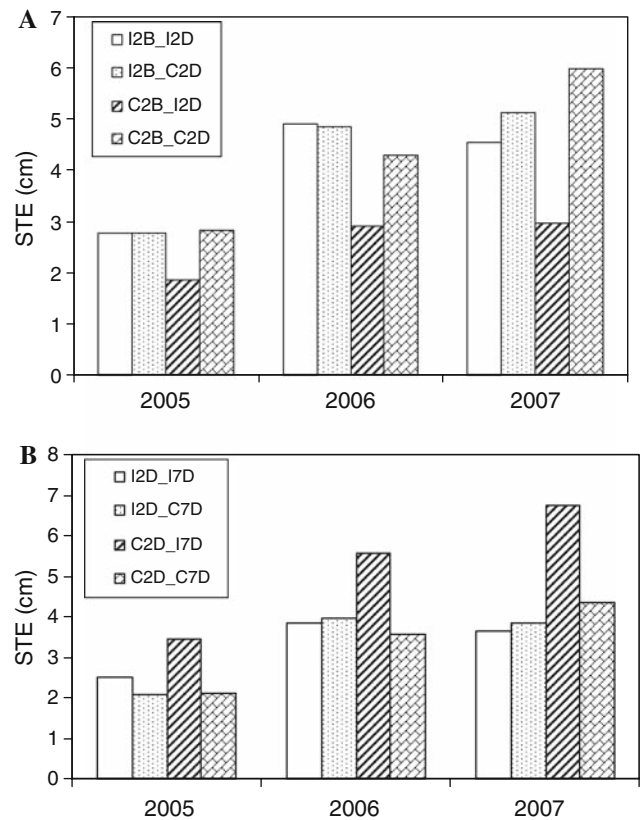 A
7
6
5
4
3
2
1
0
STE (cm)
I2B_I2D
I2B_C2D
C2B_I2D
C2B_C2D
2005 2006 2007
B
8
7
6
5
4
3
2
1
0
STE (cm)
I2D_I7D
I2D_C7D
C2D_I7D
C2D_C7D
2005 2006 2007